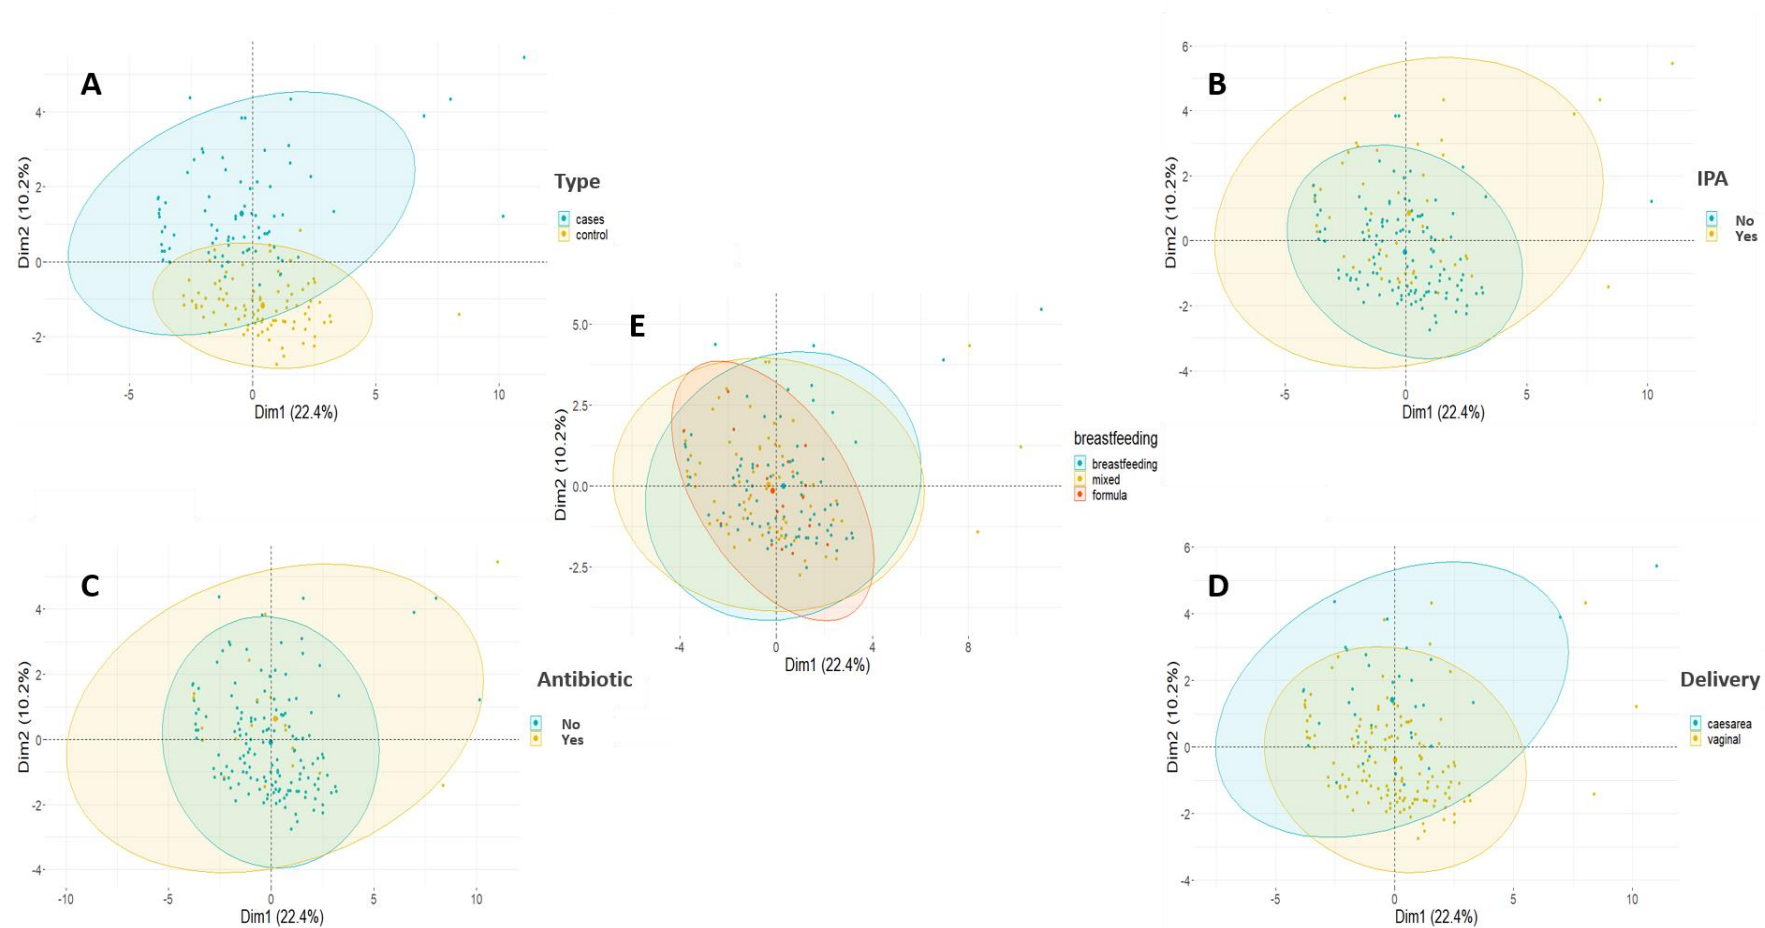 A
4
2
0
-2
-5
0
5
10
Dim2 (10.2%)
Dim1 (22.4%)
Type
cases
control
B
6
4
2
0
-2
-4
-5
0
5
10
Dim2 (10.2%)
Dim1 (22.4%)
IPA
No
Yes
E
5.0
2.5
0.0
-2.5
-4
0
4
8
Dim2 (10.2%)
Dim1 (22.4%)
breastfeeding
breastfeeding
mixed
formula
C
4
2
0
-2
-4
-10
-5
0
5
10
Dim2 (10.2%)
Dim1 (22.4%)
Antibiotic
No
Yes
D
6
4
2
0
-2
-4
-5
0
5
10
Dim2 (10.2%)
Dim1 (22.4%)
Delivery
caesarea
vaginal